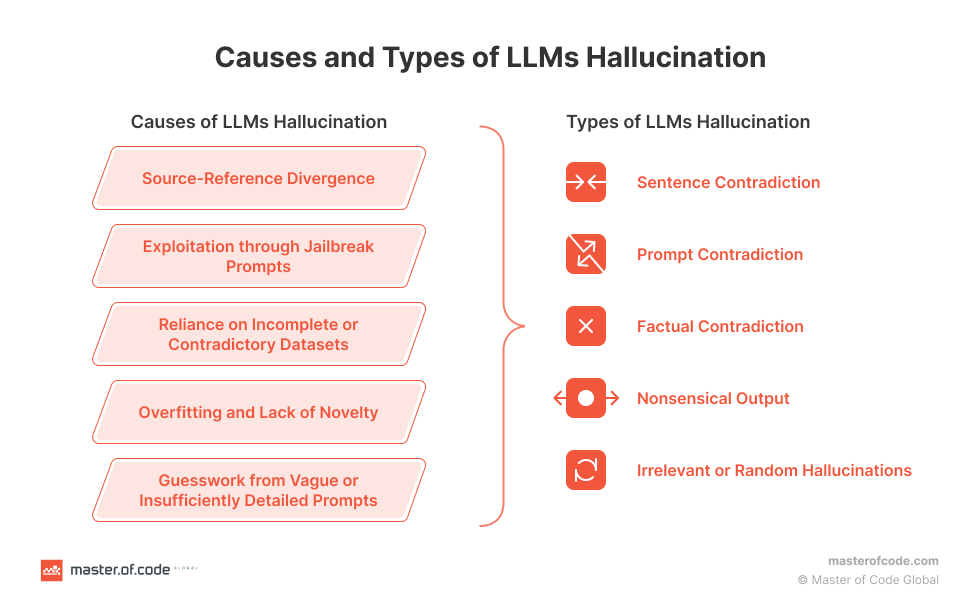 Causes and Types of LLMs Hallucination
Causes of LLMs Hallucination
Source-Reference Divergence
Exploitation through Jailbreak
Prompts
Reliance on Incomplete or
Contradictory Datasets
Overfitting and Lack of Novelty
Guesswork from Vague or
Insufficiently Detailed Prompts
Types of LLMs Hallucination
Sentence Contradiction
Prompt Contradiction
Factual Contradiction
Nonsensical Output
Irrelevant or Random Hallucinations
master.of.code GLOBAL
masterofcode.com
© Master of Code Global